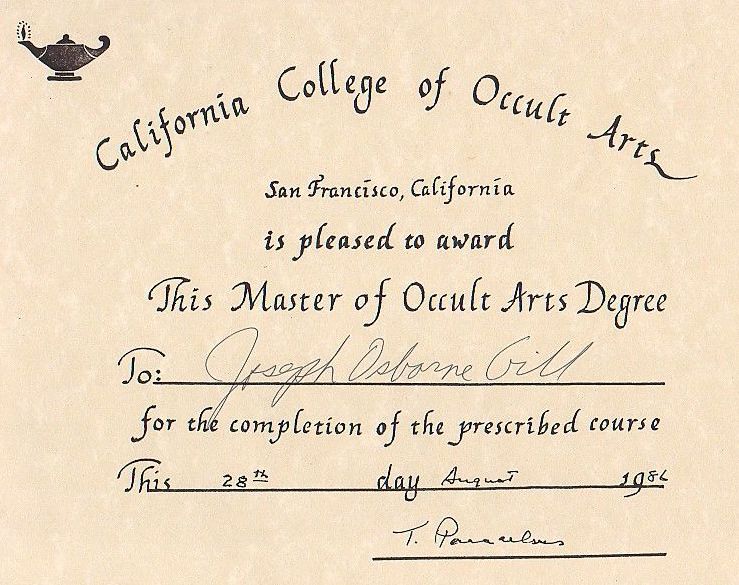 California College of Occult Arts
San Francisco, California
is pleased to award
This Master of Occult Arts Degree
To: Joseph Osborne Gill
for the completion of the prescribed course
This 28th day August 1986
T. Paracelsus